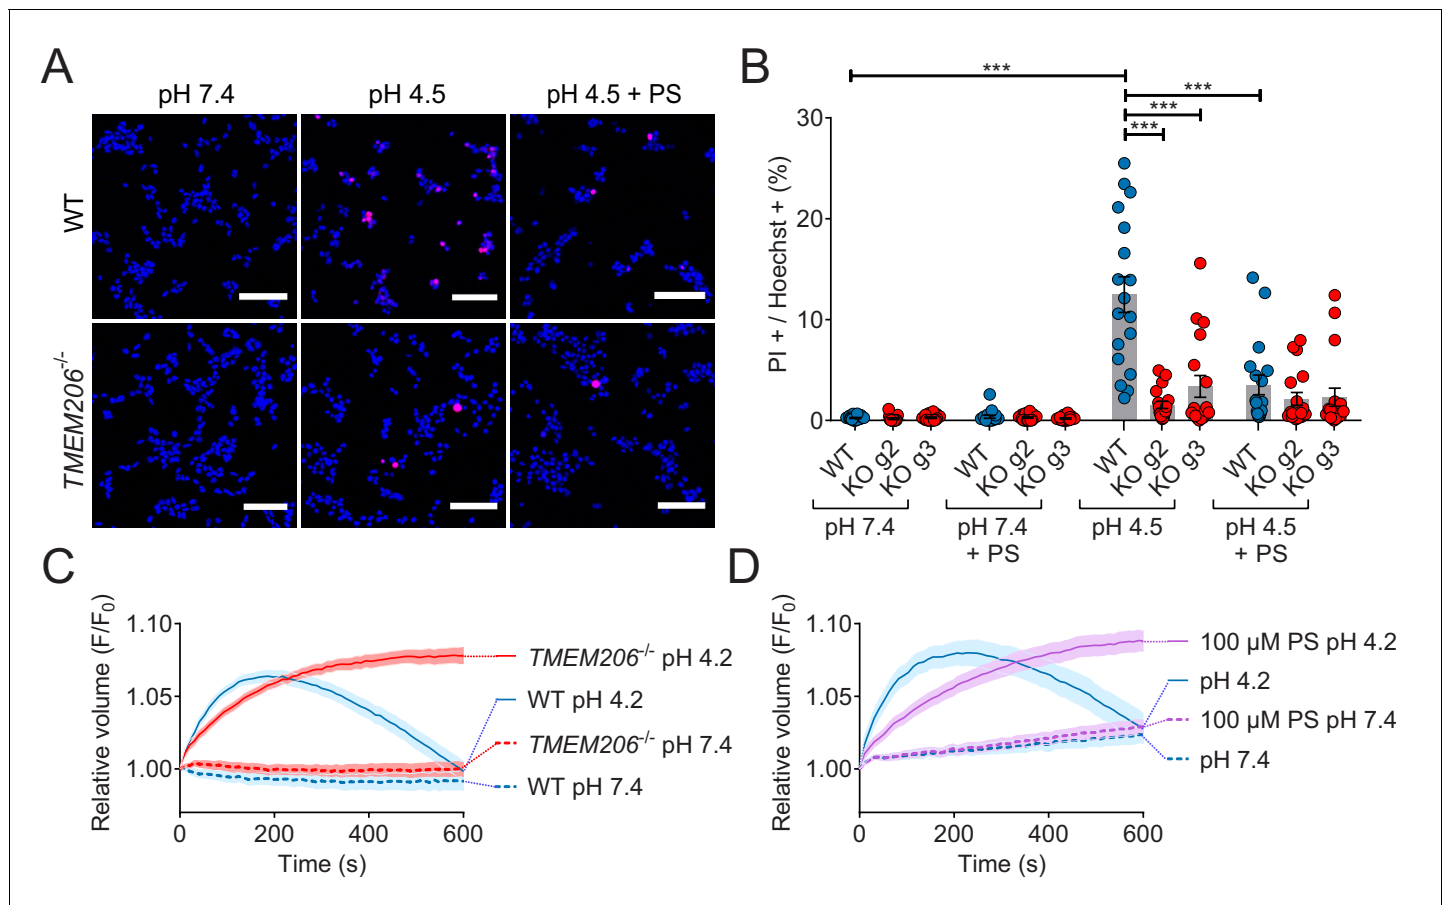 A
pH 7.4
pH 4.5
pH 4.5 + PS
WT
TMEM206-/-
B
***
***
***
***
PI + / Hoechst + (%)
30
20
10
0
WT
KO g2
KO g3
WT
KO g2
KO g3
WT
KO g2
KO g3
WT
KO g2
KO g3
pH 7.4
pH 7.4
+ PS
pH 4.5
pH 4.5
+ PS
C
Relative volume (F/F0)
1.10
1.05
1.00
0
200
400
600
Time (s)
TMEM206-/- pH 4.2
WT pH 4.2
TMEM206-/- pH 7.4
WT pH 7.4
D
Relative volume (F/F0)
1.10
1.05
1.00
0
200
400
600
Time (s)
100 µM PS pH 4.2
pH 4.2
100 µM PS pH 7.4
pH 7.4